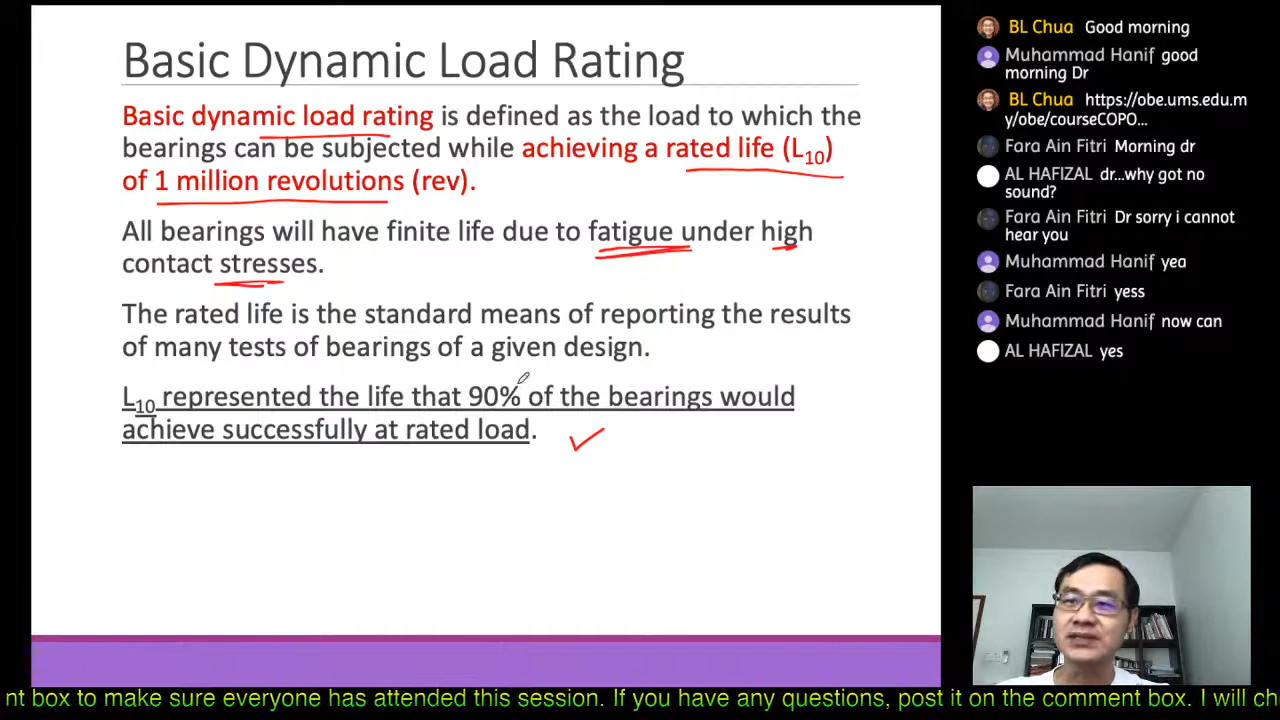 Basic Dynamic Load Rating
Basic dynamic load rating is defined as the load to which the
bearings can be subjected while achieving a rated life (L10)
of 1 million revolutions (rev).
All bearings will have finite life due to fatigue under high
contact stresses.
The rated life is the standard means of reporting the results
of many tests of bearings of a given design.
L10 represented the life that 90% of the bearings would
achieve successfully at rated load.
BL Chua Good morning
Muhammad Hanif good
morning Dr
BL Chua https://obe.ums.edu.m
y/obe/courseCOPO...
Fara Ain Fitri Morning dr
AL HAFIZAL dr...why got no
sound?
Fara Ain Fitri Dr sorry i cannot
hear you
Muhammad Hanif yea
Fara Ain Fitri yess
Muhammad Hanif now can
AL HAFIZAL yes
nt box to make sure everyone has attended this session. If you have any questions, post it on the comment box. I will ch